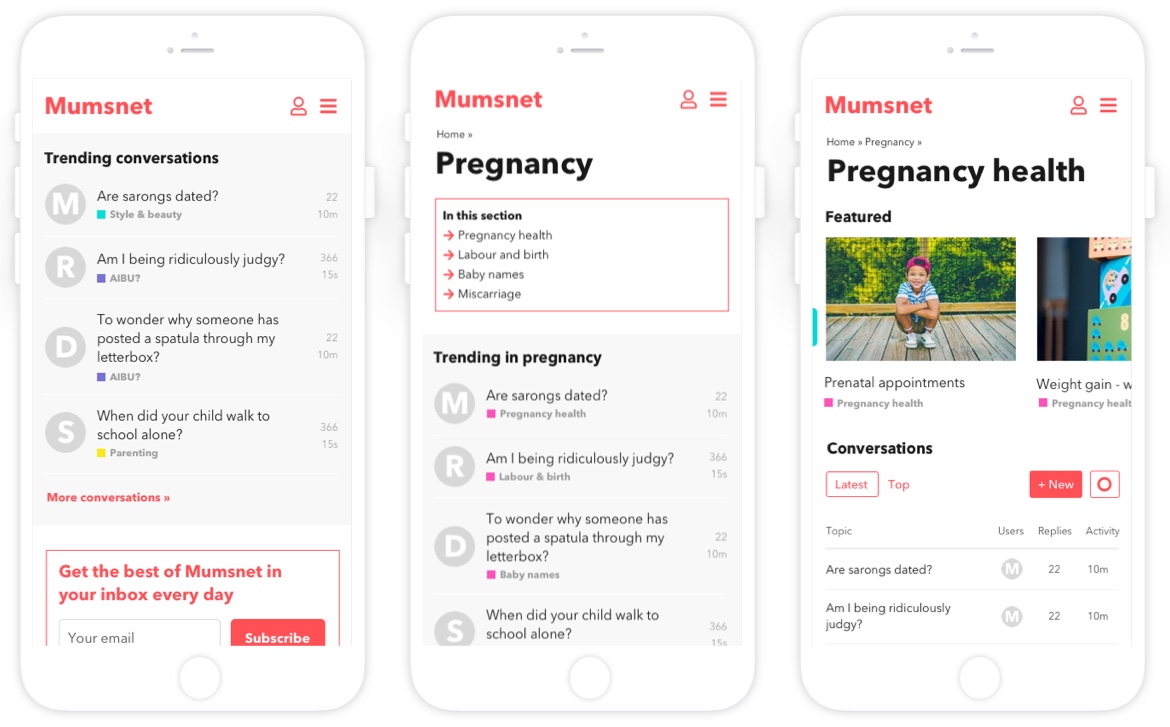 Mumsnet
Trending conversations
M
Are sarongs dated?
22
Style & beauty
10m
R
Am I being ridiculously judgy?
366
AIBU?
15s
D
To wonder why someone has
posted a spatula through my
letterbox?
22
10m
AIBU?
S
When did your child walk to
school alone?
366
15s
Parenting
More conversations »
Get the best of Mumsnet in
your inbox every day
Your email
Subscribe
Mumsnet
Home »
Pregnancy
In this section
→ Pregnancy health
→ Labour and birth
→ Baby names
→ Miscarriage
Trending in pregnancy
M
Are sarongs dated?
22
Pregnancy health
10m
R
Am I being ridiculously judgy?
366
Labour & birth
15s
D
To wonder why someone has
posted a spatula through my
letterbox?
22
10m
Baby names
S
When did your child walk to
school alone?
366
15s
Mumsnet
Home » Pregnancy »
Pregnancy health
Featured
8
Prenatal appointments
Pregnancy health
Weight gain - w
Pregnancy healt
Conversations
Latest
Top
+ New
Topic Users Replies Activity
Are sarongs dated? M 22 10m
Am I being ridiculously
judgy?
M 22 10m